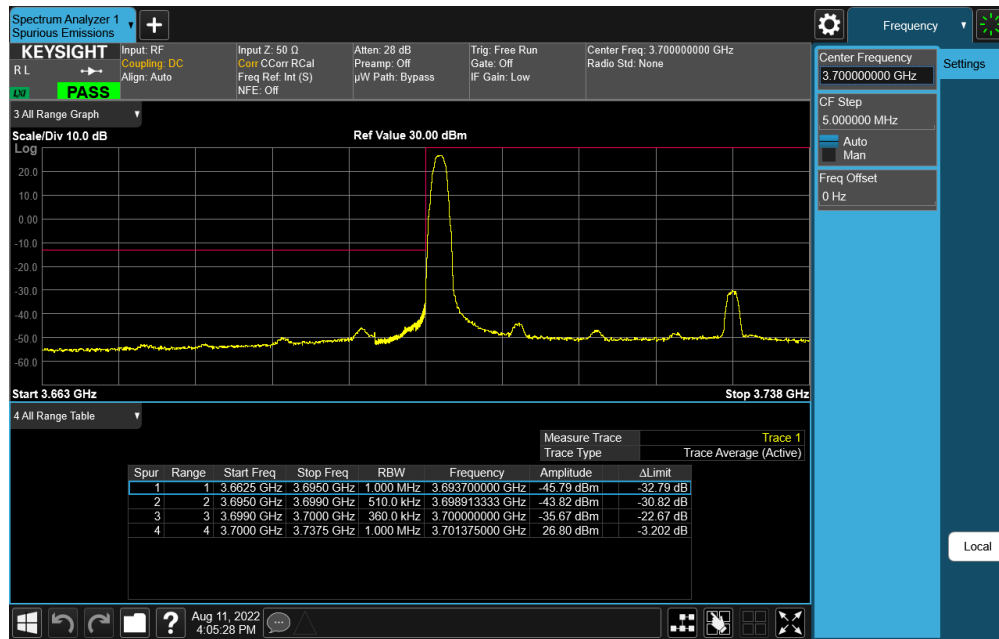 Spectrum Analyzer 1
Spurious Emissions
Frequency
KEYSIGHT
R L
LXI
PASS
Input: RF
Coupling: DC
Align: Auto
Input Z: 50 Ω
Corr CCorr RCal
Freq Ref: Int (S)
NFE: Off
Atten: 28 dB
Preamp: Off
µW Path: Bypass
Trig: Free Run
Gate: Off
IF Gain: Low
Center Freq: 3.700000000 GHz
Radio Std: None
Center Frequency
3.700000000 GHz
Settings
CF Step
5.000000 MHz
Auto
Man
Freq Offset
0 Hz
3 All Range Graph
Scale/Div 10.0 dB
Ref Value 30.00 dBm
Log
20.0
10.0
0.00
-10.0
-20.0
-30.0
-40.0
-50.0
-60.0
Start 3.663 GHz
Stop 3.738 GHz
4 All Range Table
Measure Trace Trace 1
Trace Type Trace Average (Active)
Spur Range Start Freq Stop Freq RBW Frequency Amplitude ΔLimit
1 1 3.6625 GHz 3.6950 GHz 1.000 MHz 3.693700000 GHz -45.79 dBm -32.79 dB
2 2 3.6950 GHz 3.6990 GHz 510.0 kHz 3.698913333 GHz -43.82 dBm -30.82 dB
3 3 3.6990 GHz 3.7000 GHz 360.0 kHz 3.700000000 GHz -35.67 dBm -22.67 dB
4 4 3.7000 GHz 3.7375 GHz 1.000 MHz 3.701375000 GHz 26.80 dBm -3.202 dB
Local
Aug 11, 2022
4:05:28 PM